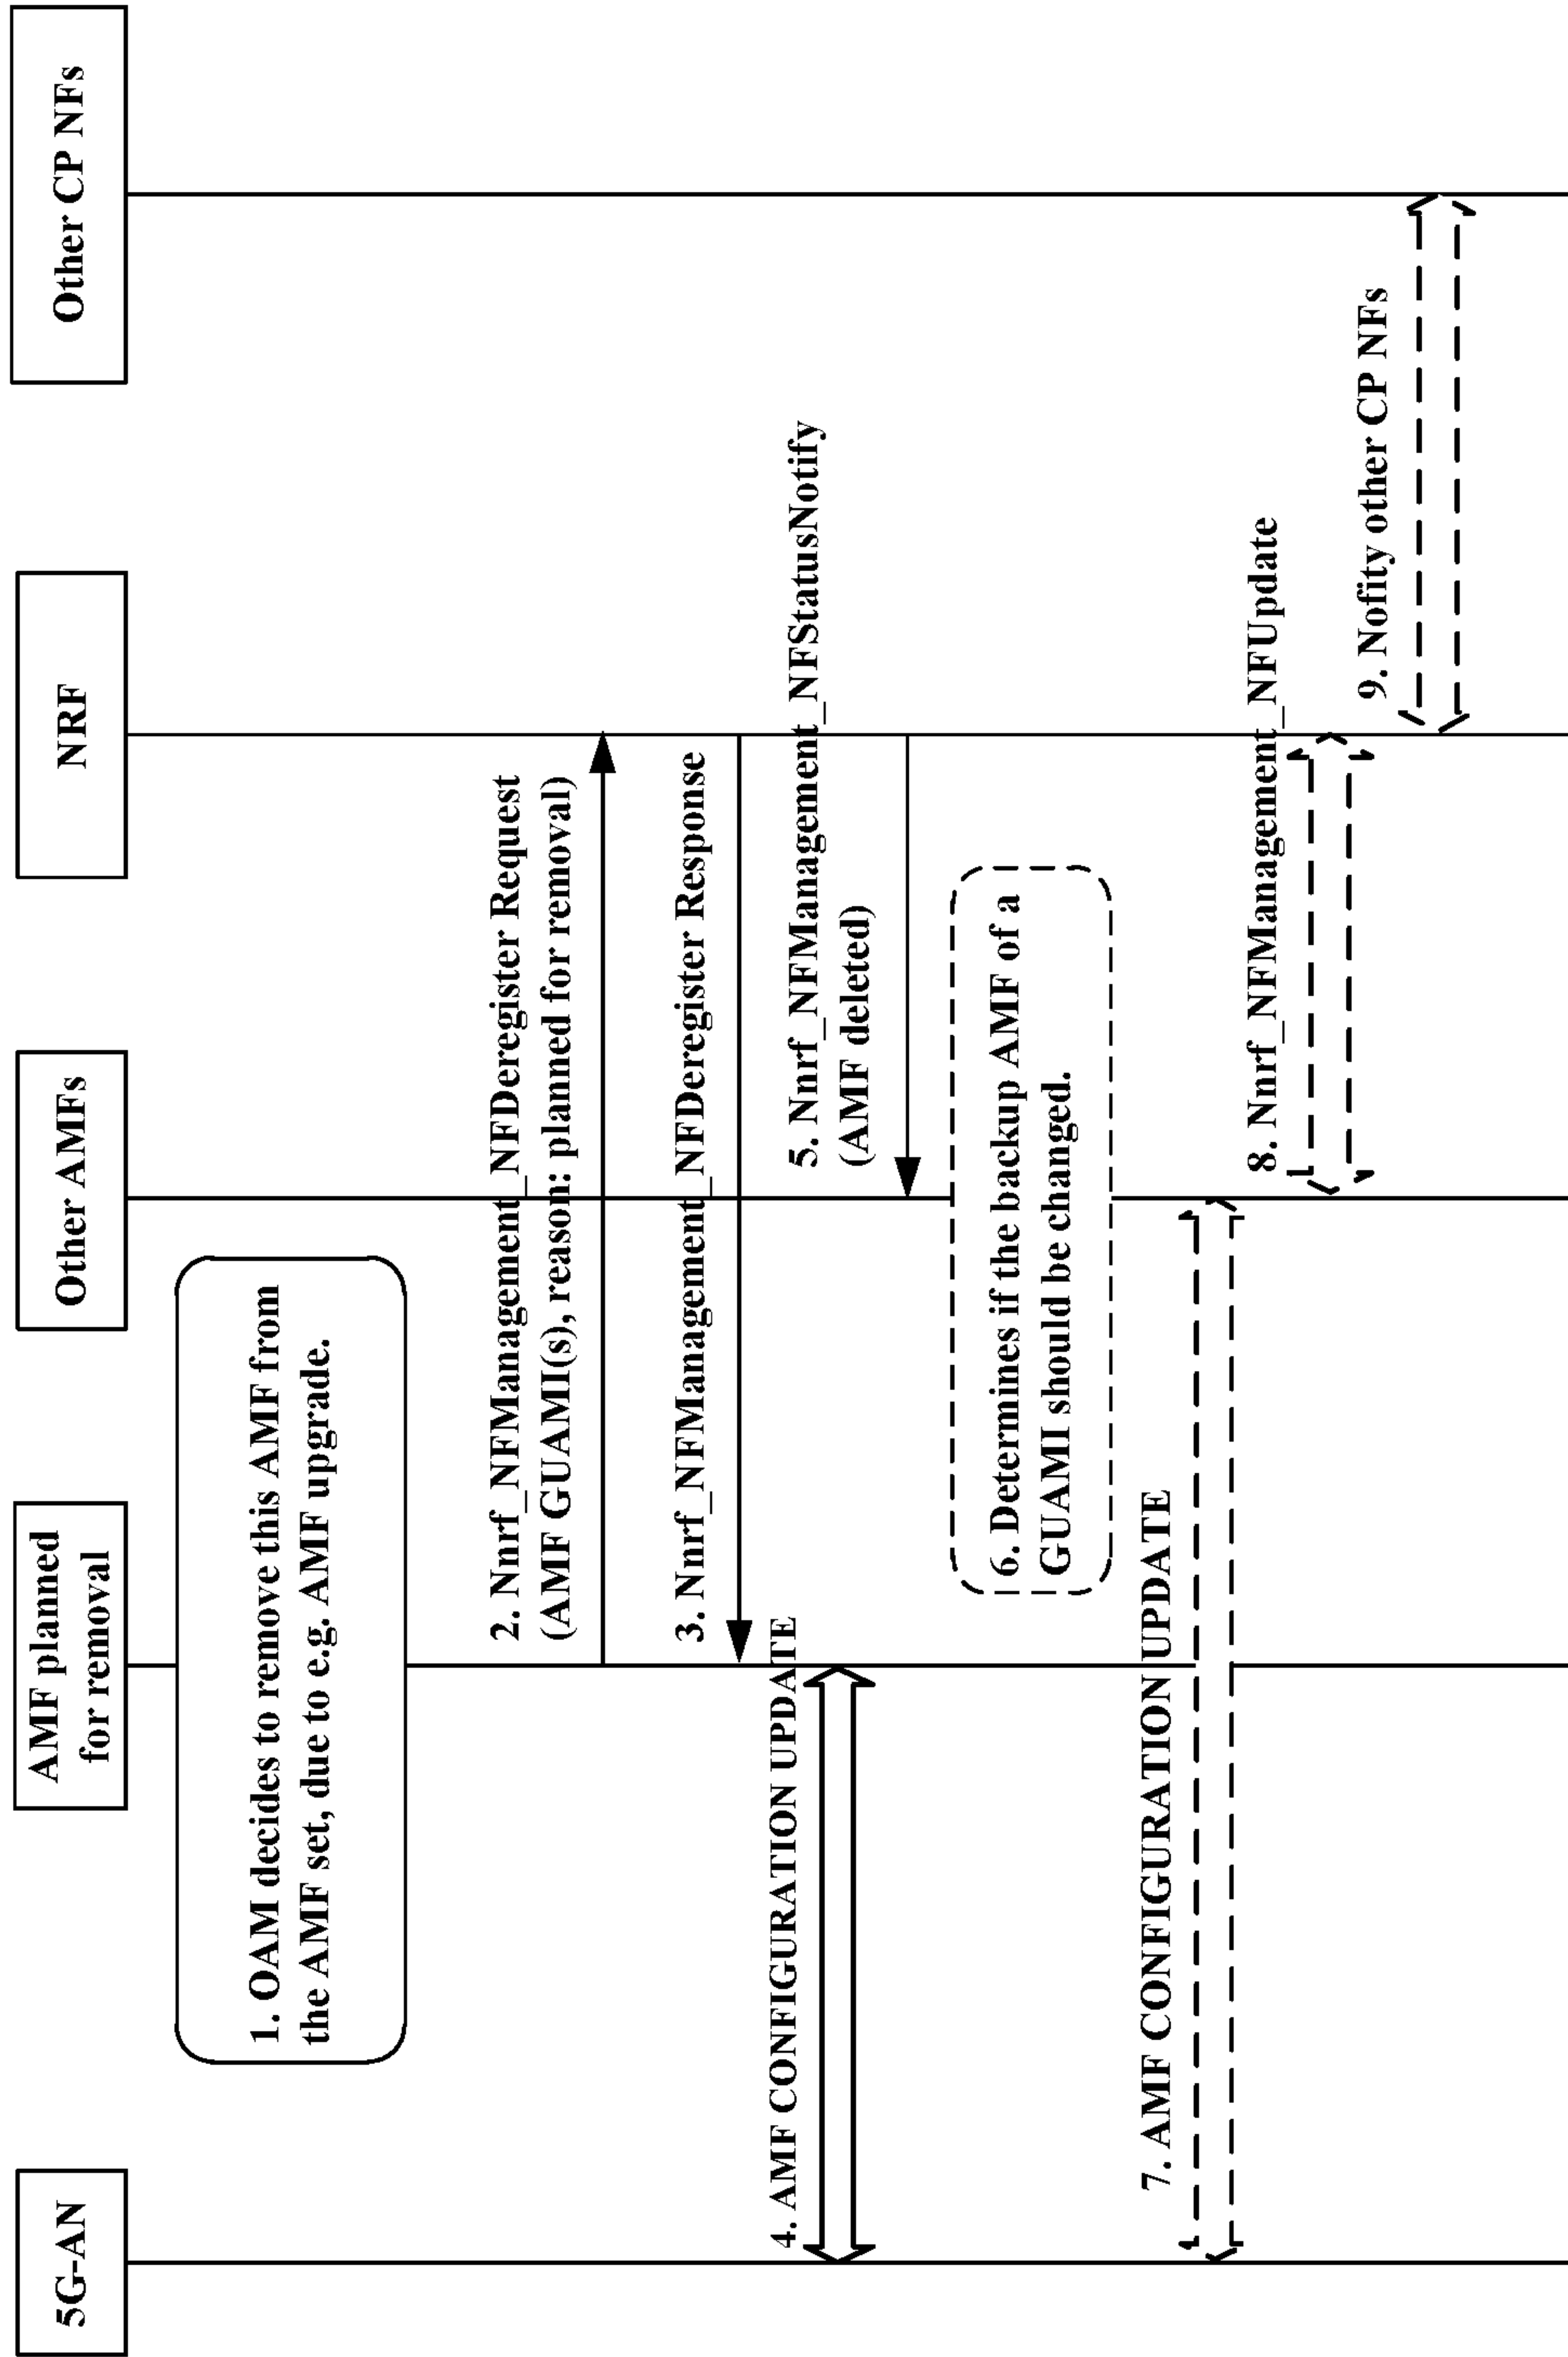 5G-AN
AMF planned
for removal
Other AMFs
NRF
Other CP NFs
1. OAM decides to remove this AMF from
the AMF set, due to e.g. AMF upgrade.
2. Nnrf_NFManagement_NFDeregister Request
(AMF GUAMI(s), reason: planned for removal)
3. Nnrf_NFManagement_NFDeregister Response
4. AMF CONFIGURATION UPDATE
5. Nnrf_NFManagement_NFStatusNotify
(AMF deleted)
6. Determines if the backup AMF of a
GUAMI should be changed.
7. AMF CONFIGURATION UPDATE
8. Nnrf_NFManagement_NFUpdate
9. Nofity other CP NFs